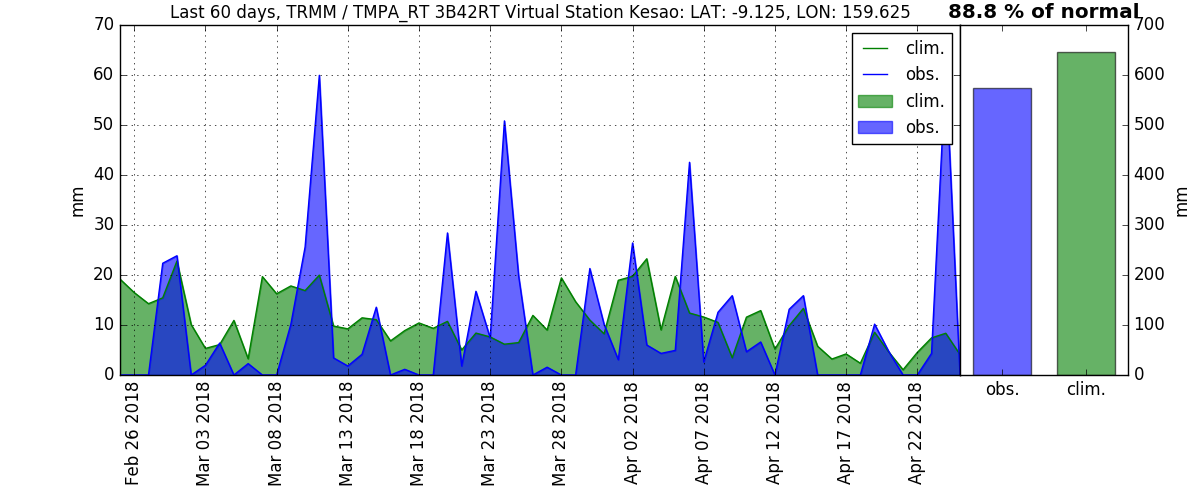 Last 60 days, TRMM / TMPA_RT 3B42RT Virtual Station Kesao: LAT: -9.125, LON: 159.625
88.8 % of normal
70
60
50
40
30
20
10
0
mm
clim.
obs.
clim.
obs.
700
600
500
400
300
200
100
0
mm
Feb 26 2018
Mar 03 2018
Mar 08 2018
Mar 13 2018
Mar 18 2018
Mar 23 2018
Mar 28 2018
Apr 02 2018
Apr 07 2018
Apr 12 2018
Apr 17 2018
Apr 22 2018
obs.
clim.